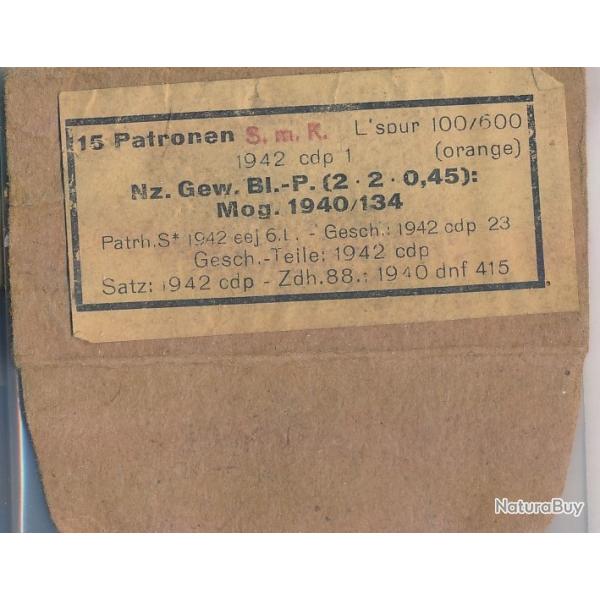 15 Patronen S. m. K. L'spur 100/600
1942 cdp 1 (orange)
Nz. Gew. Bl.-P. (2·2·0,45):
Mog. 1940/134
Patrh.S* 1942 eej 6.L. - Gesch.: 1942 cdp 23
Gesch.-Teile: 1942 cdp
Satz: 1942 cdp - Zdh.88.: 1940 dnf 415
NaturaBuy